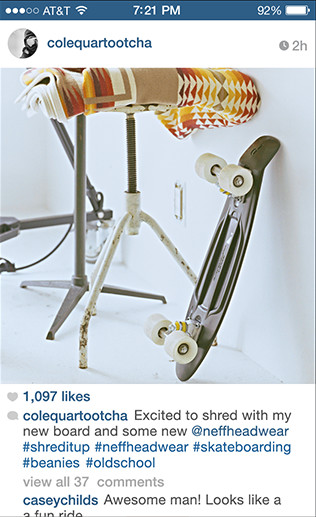 AT&T 7:21 PM 92%
colequartootcha 2h
1,097 likes
colequartootcha Excited to shred with my
new board and some new @neffheadwear
#shreditup #neffheadwear #skateboarding
#beanies #oldschool
view all 37 comments
caseychilds Awesome man! Looks like a
a fun ride